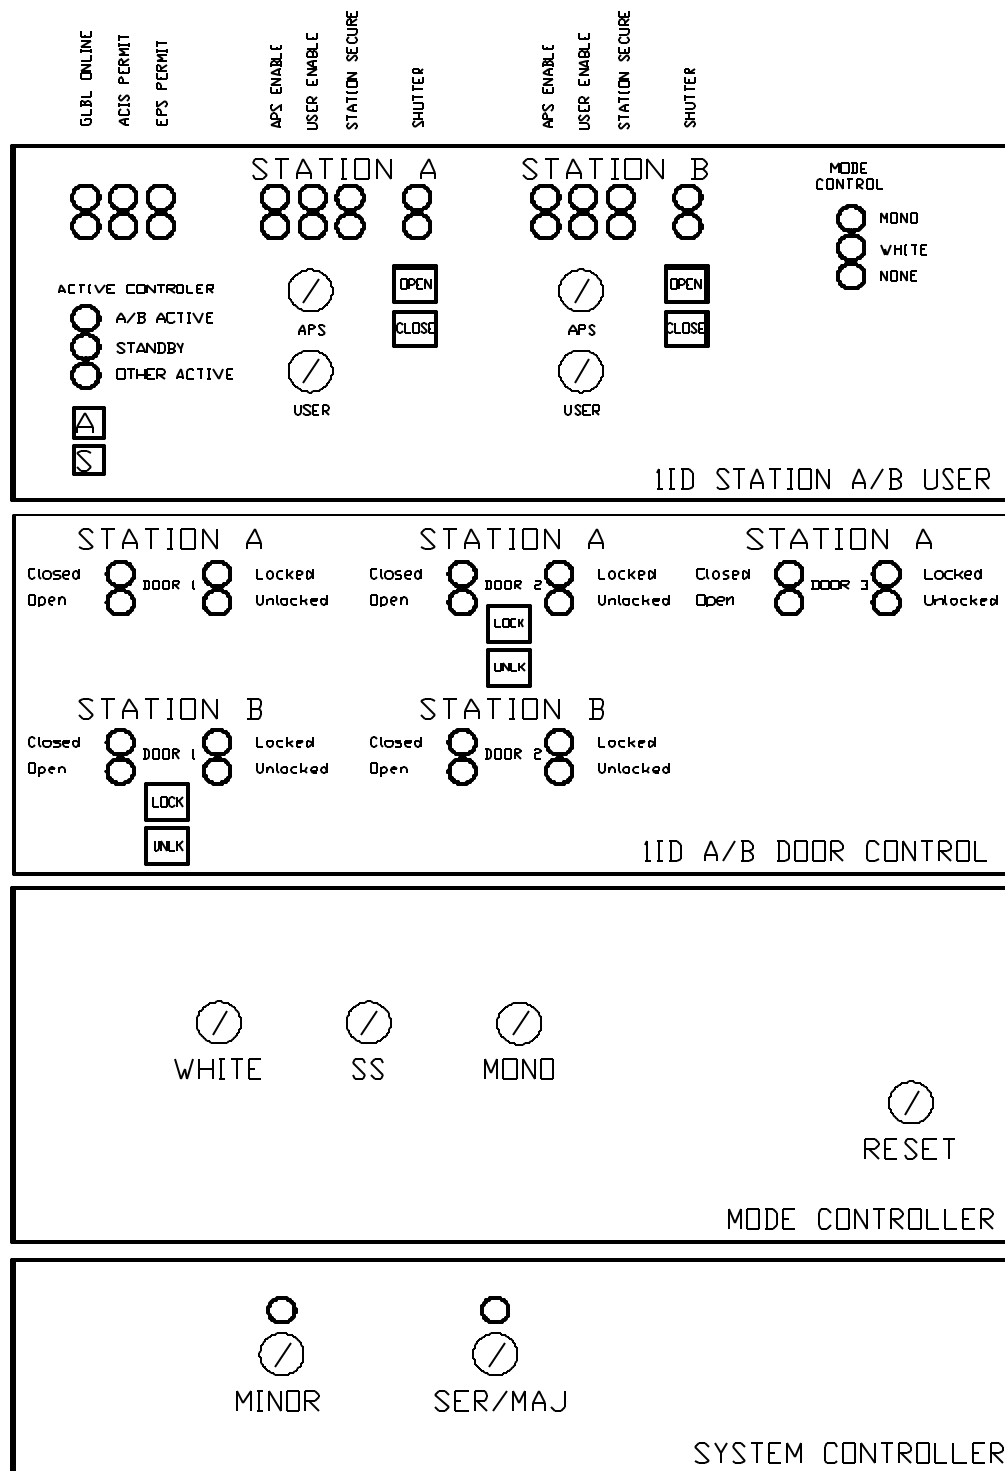 GLBL ONLINE
ACIS PERMIT
EPS PERMIT
APS ENABLE
USER ENABLE
STATION SECURE
SHUTTER
APS ENABLE
USER ENABLE
STATION SECURE
SHUTTER
STATION A
STATION B
MODE
CONTROL
MONO
WHITE
NONE
ACTIVE CONTROLER
A/B ACTIVE
STANDBY
OTHER ACTIVE
A
S
APS
USER
OPEN
CLOSE
APS
USER
OPEN
CLOSE
1ID STATION A/B USER
STATION A
Closed DOOR 1 Locked
Open Unlocked
STATION A
Closed DOOR 2 Locked
Open Unlocked
LOCK
UNLK
STATION A
Closed DOOR 3 Locked
Open Unlocked
STATION B
Closed DOOR 1 Locked
Open Unlocked
LOCK
UNLK
STATION B
Closed DOOR 2 Locked
Open Unlocked
1ID A/B DOOR CONTROL
WHITE SS MONO
RESET
MODE CONTROLLER
MINOR SER/MAJ
SYSTEM CONTROLLER